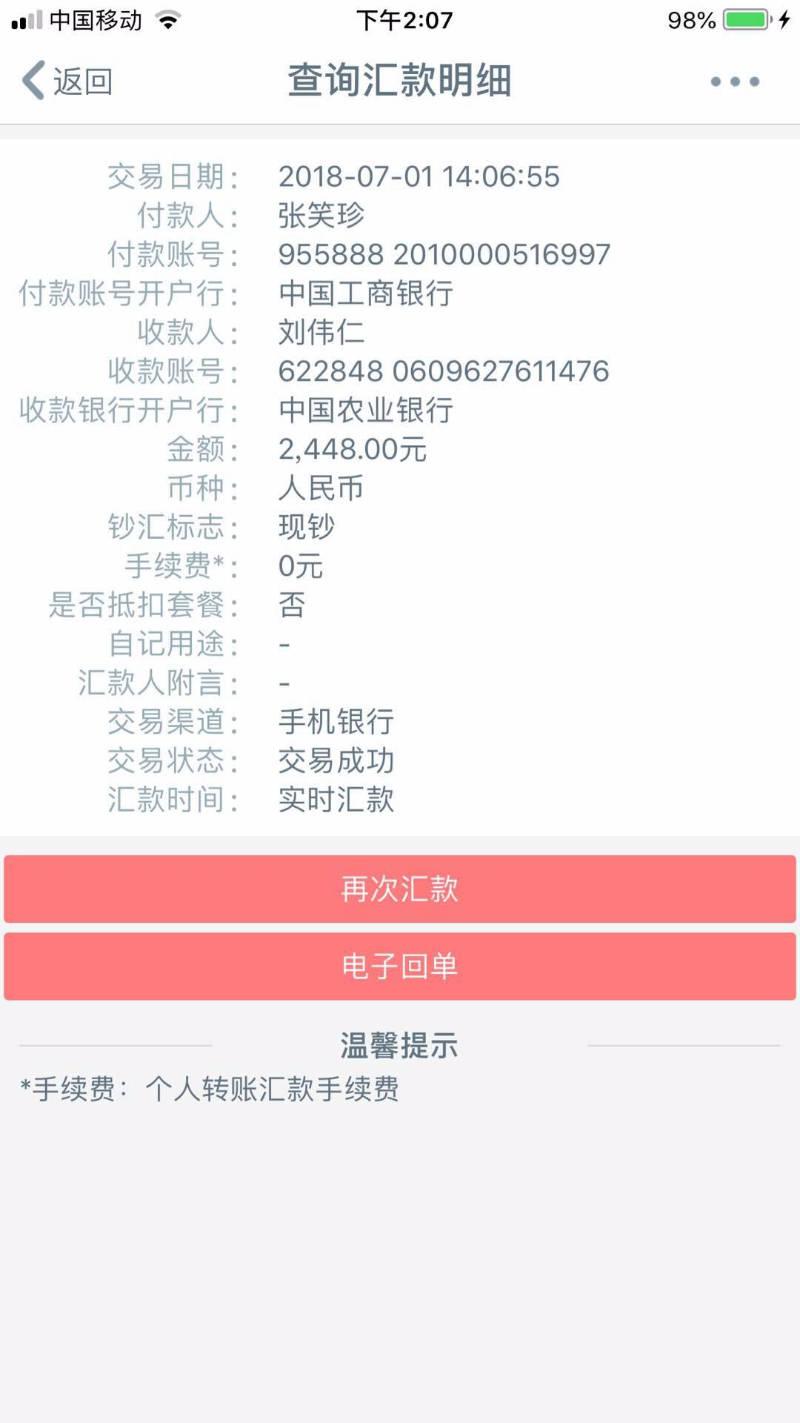 中国移动 下午2:07 98%
返回 查询汇款明细
交易日期： 2018-07-01 14:06:55
付款人： 张笑珍
付款账号： 955888 2010000516997
付款账号开户行： 中国工商银行
收款人： 刘伟仁
收款账号： 622848 0609627611476
收款银行开户行： 中国农业银行
金额： 2,448.00元
币种： 人民币
钞汇标志： 现钞
手续费*： 0元
是否抵扣套餐： 否
自记用途： -
汇款人附言： -
交易渠道： 手机银行
交易状态： 交易成功
汇款时间： 实时汇款
再次汇款
电子回单
温馨提示
*手续费：个人转账汇款手续费